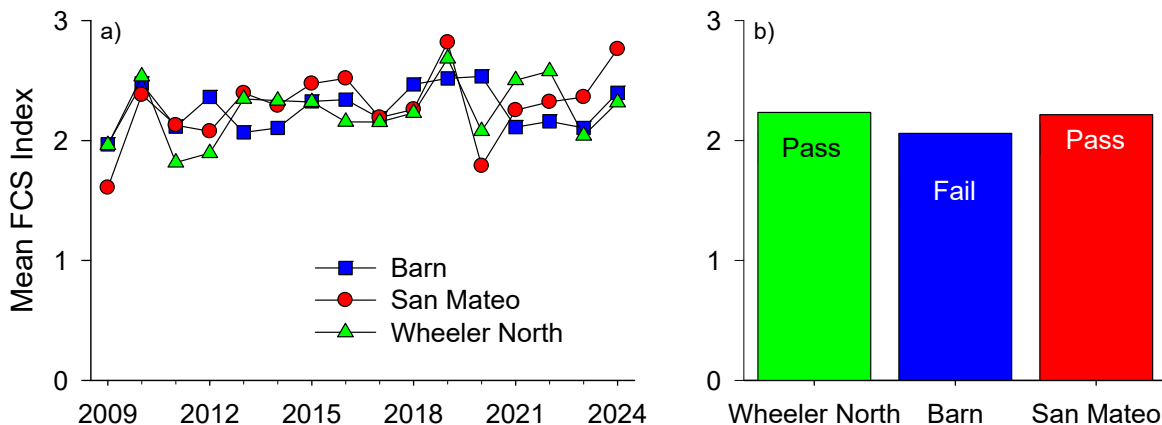 a)
Mean FCS Index
3
2
1
0
Barn
San Mateo
Wheeler North
2009 2012 2015 2018 2021 2024
b)
3
2
1
0
Pass
Fail
Pass
Wheeler North Barn San Mateo